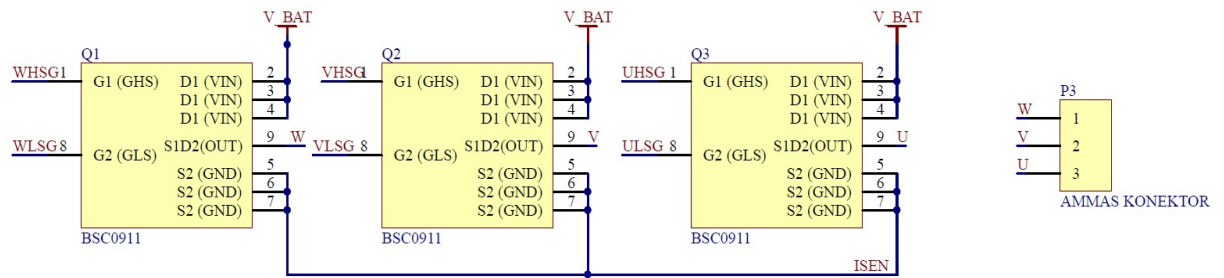 V_BAT V_BAT V_BAT
Q1 Q2 Q3
WHSG 1 G1 (GHS) D1 (VIN) 2 VHSG 1 G1 (GHS) D1 (VIN) 2 UHSG 1 G1 (GHS) D1 (VIN) 2
D1 (VIN) 3 D1 (VIN) 3 D1 (VIN) 3
P3
D1 (VIN) 4 D1 (VIN) 4 D1 (VIN) 4 W 1
WLSG 8 G2 (GLS) S1D2(OUT) 9 W VLSG 8 G2 (GLS) S1D2(OUT) 9 V ULSG 8 G2 (GLS) S1D2(OUT) 9 U V 2
S2 (GND) 5 S2 (GND) 5 S2 (GND) 5 U 3
S2 (GND) 6 S2 (GND) 6 S2 (GND) 6
S2 (GND) 7 S2 (GND) 7 S2 (GND) 7 AMMAS KONEKTOR
BSC0911 BSC0911 BSC0911
ISEN